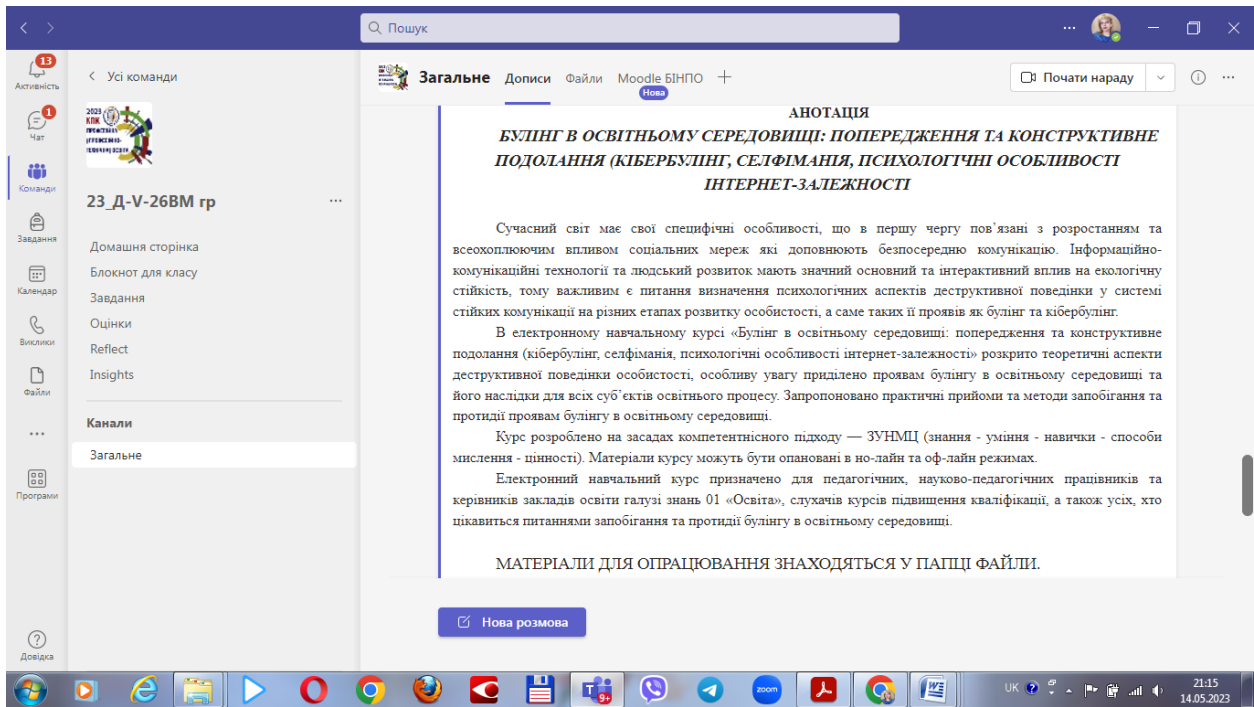 Пошук
13
Активність
1
Чат
Команди
Завдання
Календар
Виклики
Файли
Програми
Довідка
Усі команди
2023
КПК
23_Д-V-26ВМ гр
Домашня сторінка
Блокнот для класу
Завдання
Оцінки
Reflect
Insights
Канали
Загальне
Загальне Дописи Файли Moodle БІНПО
Нова
Почати нараду
АНОТАЦІЯ
БУЛІНГ В ОСВІТНЬОМУ СЕРЕДОВИЩІ: ПОПЕРЕДЖЕННЯ ТА КОНСТРУКТИВНЕ
ПОДОЛАННЯ (КІБЕРБУЛІНГ, СЕЛФІМАНІЯ, ПСИХОЛОГІЧНІ ОСОБЛИВОСТІ
ІНТЕРНЕТ-ЗАЛЕЖНОСТІ
Сучасний світ має свої специфічні особливості, що в першу чергу пов’язані з розростанням та
всеохоплюючим впливом соціальних мереж які доповнюють безпосередню комунікацію. Інформаційно-
комунікаційні технології та людський розвиток мають значний основний та інтерактивний вплив на екологічну
стійкість, тому важливим є питання визначення психологічних аспектів деструктивної поведінки у системі
стійких комунікації на різних етапах розвитку особистості, а саме таких її проявів як булінг та кібербулінг.
В електронному навчальному курсі «Булінг в освітньому середовищі: попередження та конструктивне
подолання (кібербулінг, селфіманія, психологічні особливості інтернет-залежності» розкрито теоретичні аспекти
деструктивної поведінки особистості, особливу увагу приділено проявам булінгу в освітньому середовищі та
його наслідки для всіх суб’єктів освітнього процесу. Запропоновано практичні прийоми та методи запобігання та
протидії проявам булінгу в освітньому середовищі.
Курс розроблено на засадах компетентнісного підходу — ЗУНМЦ (знання - уміння - навички - способи
мислення - цінності). Матеріали курсу можуть бути опановані в но-лайн та оф-лайн режимах.
Електронний навчальний курс призначено для педагогічних, науково-педагогічних працівників та
керівників закладів освіти галузі знань 01 «Освіта», слухачів курсів підвищення кваліфікації, а також усіх, хто
цікавиться питаннями запобігання та протидії булінгу в освітньому середовищі.
МАТЕРІАЛИ ДЛЯ ОПРАЦЮВАННЯ ЗНАХОДЯТЬСЯ У ПАПЦІ ФАЙЛИ.
Нова розмова
9+
zoom
UK
21:15
14.05.2023